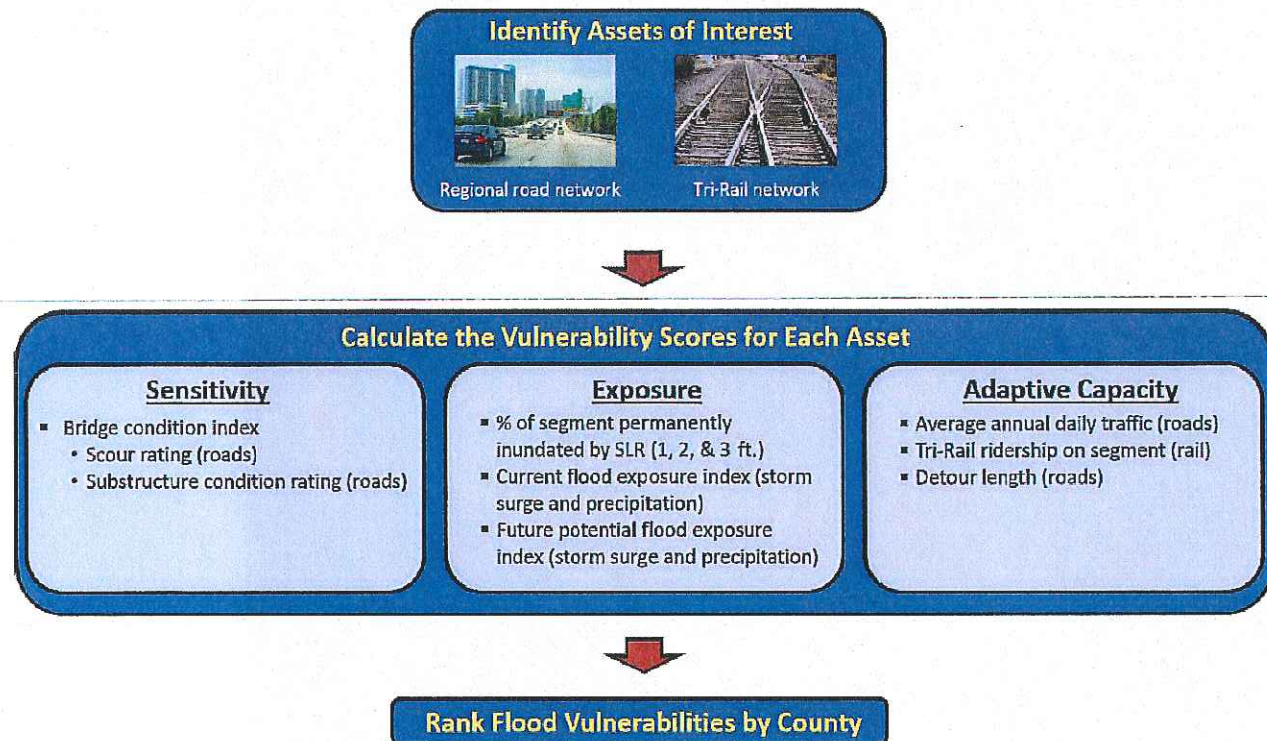 Identify Assets of Interest
Regional road network
Tri-Rail network
Calculate the Vulnerability Scores for Each Asset
Sensitivity
▪ Bridge condition index
• Scour rating (roads)
• Substructure condition rating (roads)
Exposure
▪ % of segment permanently
inundated by SLR (1, 2, & 3 ft.)
▪ Current flood exposure index (storm
surge and precipitation)
▪ Future potential flood exposure
index (storm surge and precipitation)
Adaptive Capacity
▪ Average annual daily traffic (roads)
▪ Tri-Rail ridership on segment (rail)
▪ Detour length (roads)
Rank Flood Vulnerabilities by County